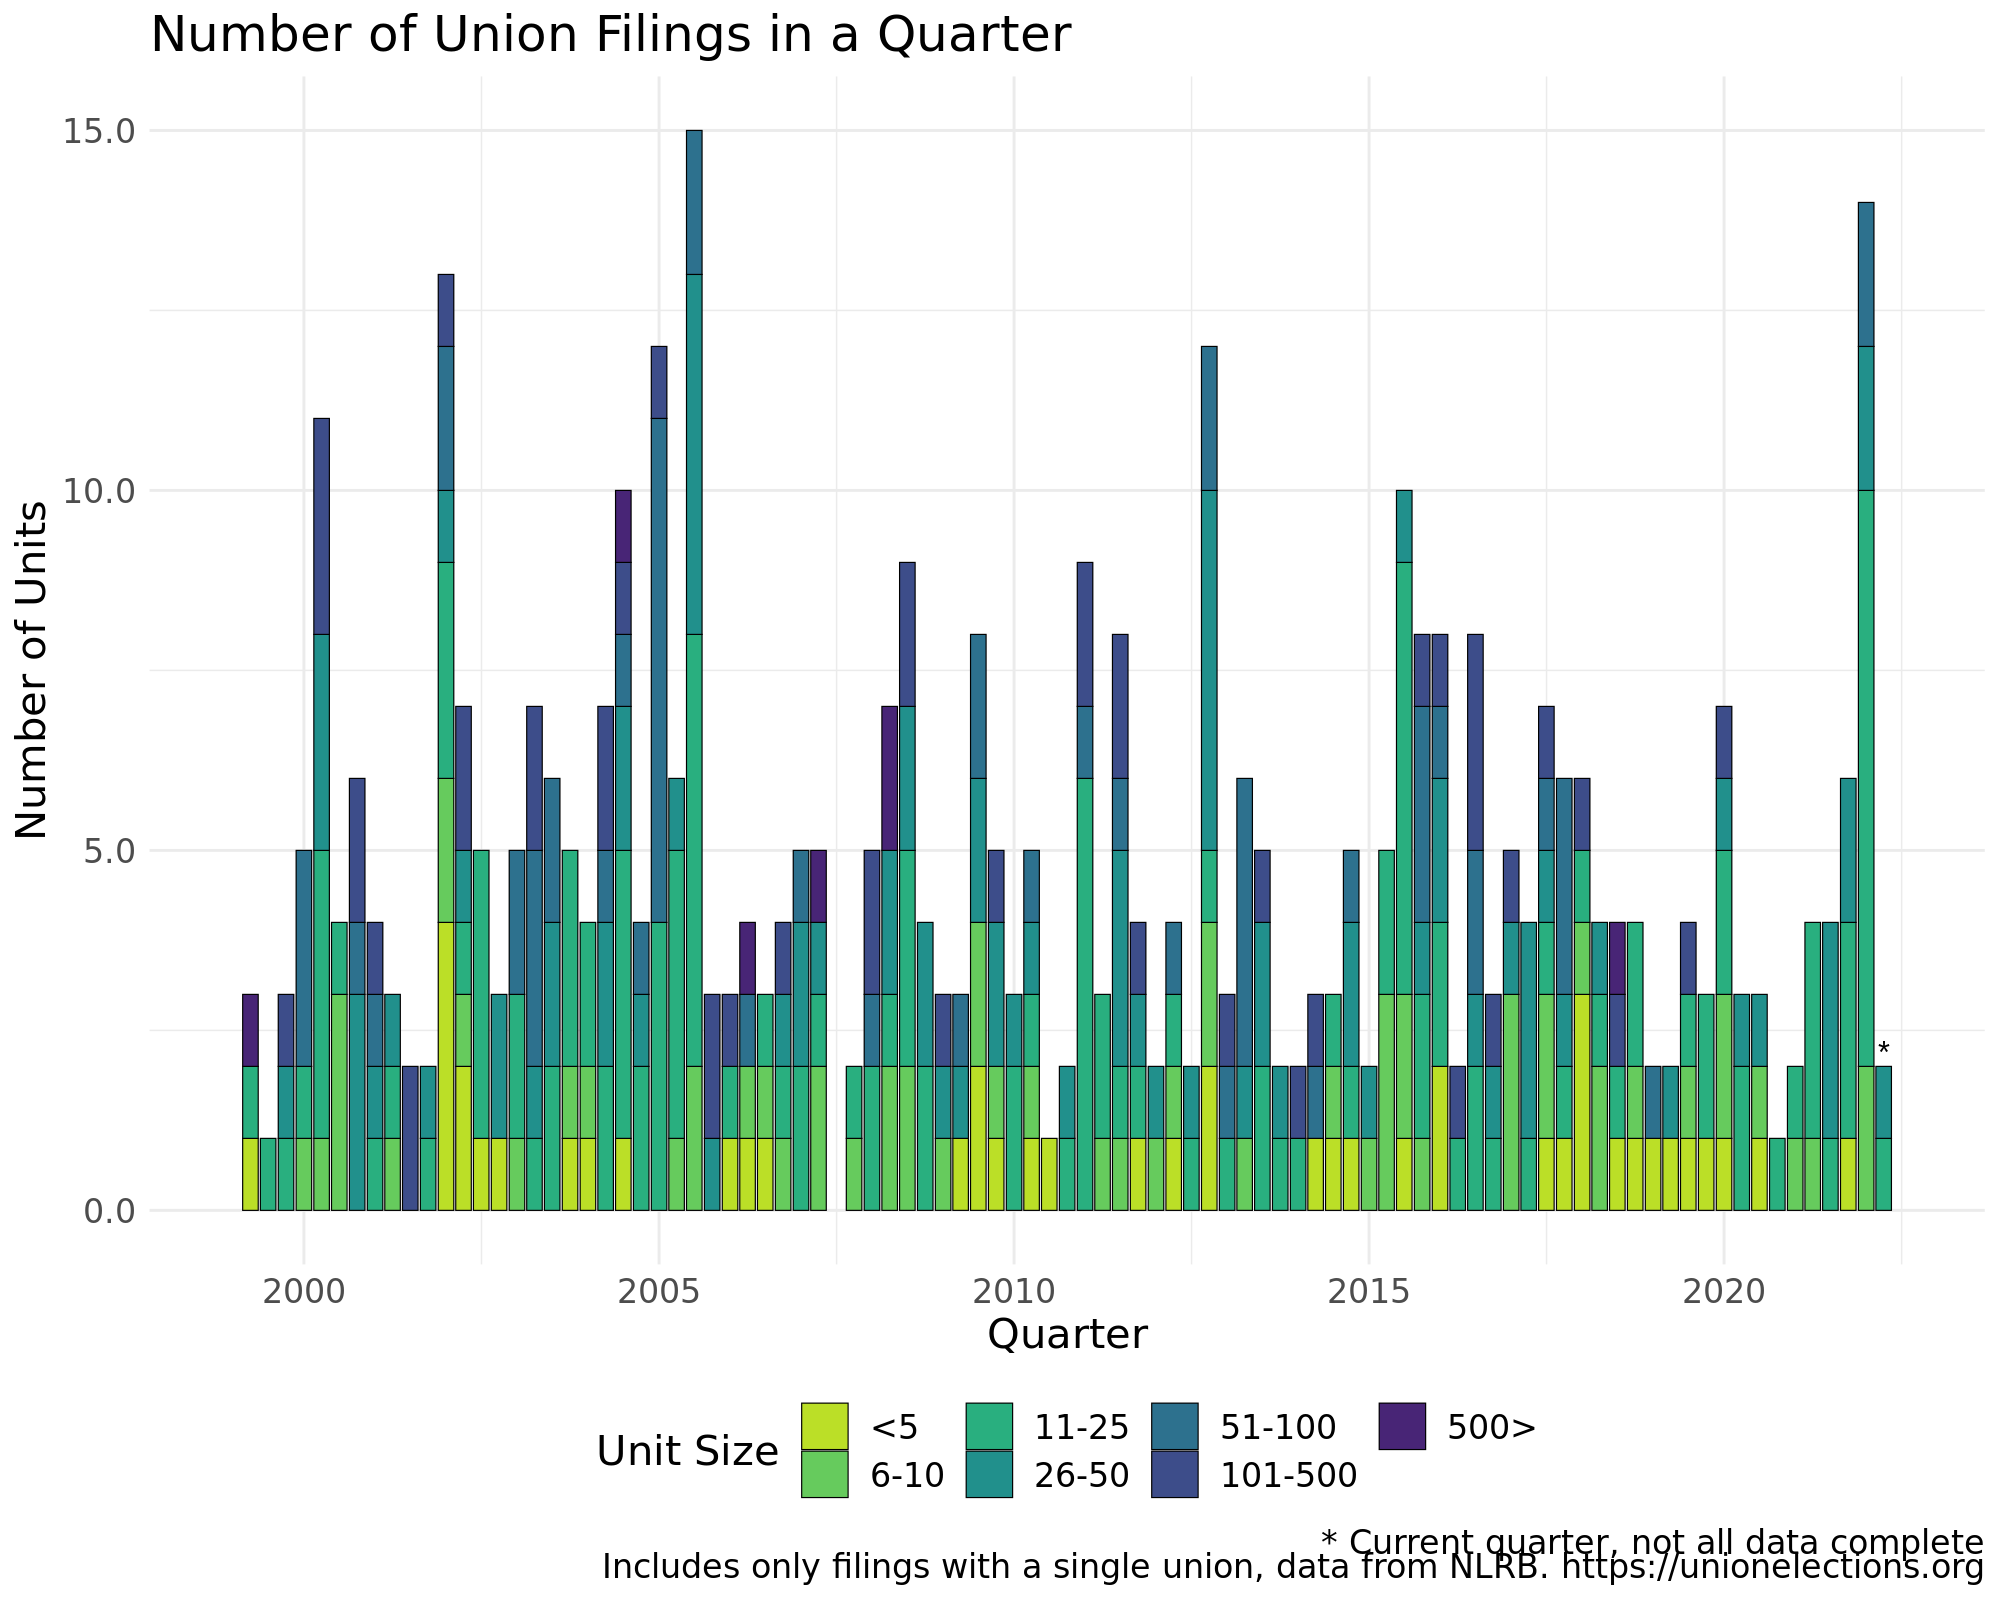 Number of Union Filings in a Quarter
15.0
10.0
5.0
0.0
Number of Units
*
2000 2005 2010 2015 2020
Quarter
Unit Size
<5 11-25 51-100 500>
6-10 26-50 101-500
* Current quarter, not all data complete
Includes only filings with a single union, data from NLRB. https://unionelections.org